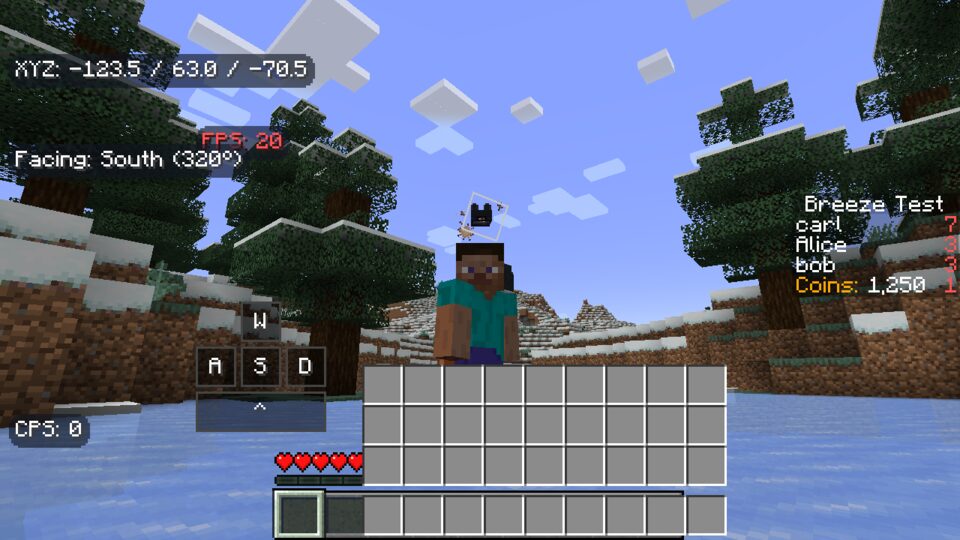 XYZ: -123.5 / 63.0 / -70.5
FPS: 20
Facing: South (320°)
Breeze Test
carl 7
Alice 3
bob 3
Coins: 1,250 1
W
A S D
^
CPS: 0